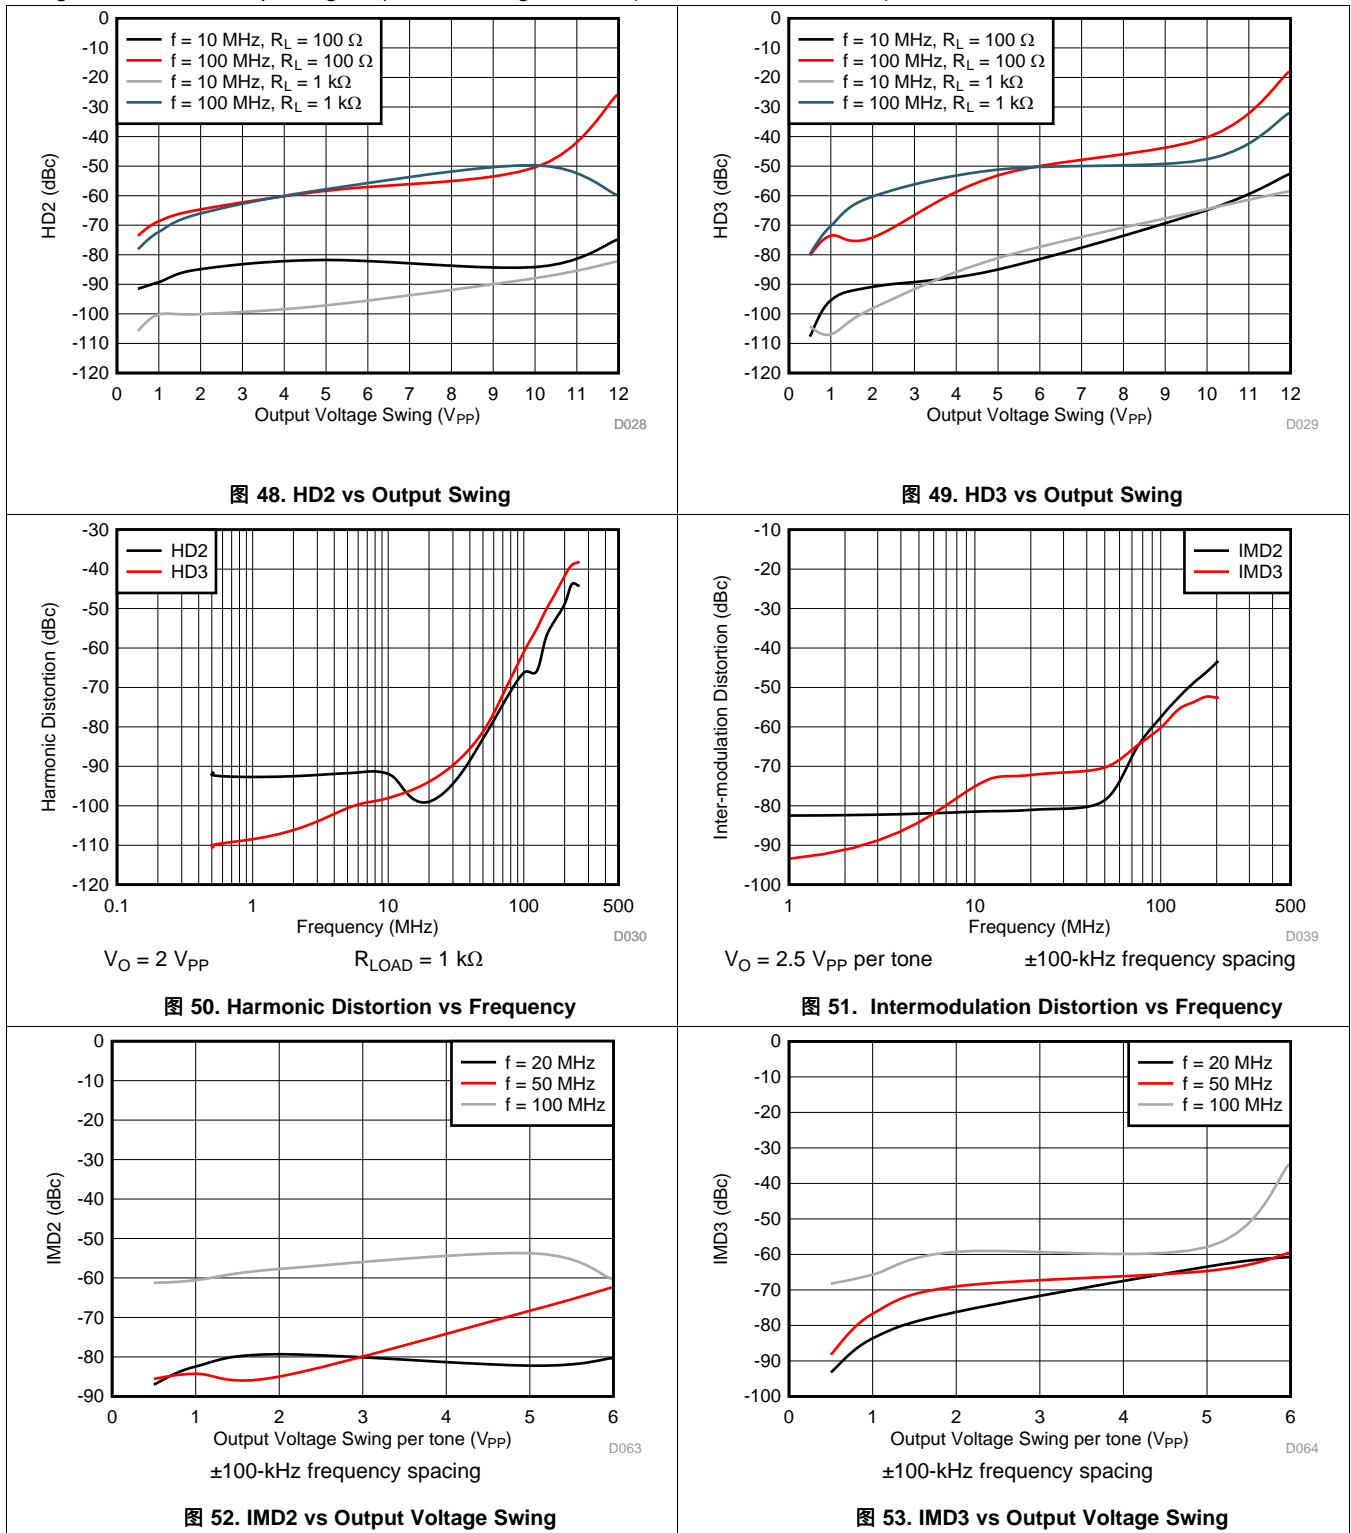 0
-10
-20
-30
-40
-50
-60
-70
-80
-90
-100
-110
-120
HD2 (dBc)
f = 10 MHz, RL = 100 Ω
f = 100 MHz, RL = 100 Ω
f = 10 MHz, RL = 1 kΩ
f = 100 MHz, RL = 1 kΩ
0 1 2 3 4 5 6 7 8 9 10 11 12
Output Voltage Swing (VPP)
D028
图 48. HD2 vs Output Swing
0
-10
-20
-30
-40
-50
-60
-70
-80
-90
-100
-110
-120
HD3 (dBc)
f = 10 MHz, RL = 100 Ω
f = 100 MHz, RL = 100 Ω
f = 10 MHz, RL = 1 kΩ
f = 100 MHz, RL = 1 kΩ
0 1 2 3 4 5 6 7 8 9 10 11 12
Output Voltage Swing (VPP)
D029
图 49. HD3 vs Output Swing
-30
-40
-50
-60
-70
-80
-90
-100
-110
-120
Harmonic Distortion (dBc)
HD2
HD3
0.1 1 10 100 500
Frequency (MHz)
D030
VO = 2 VPP RLOAD = 1 kΩ
图 50. Harmonic Distortion vs Frequency
-10
-20
-30
-40
-50
-60
-70
-80
-90
-100
Inter-modulation Distortion (dBc)
IMD2
IMD3
1 10 100 500
Frequency (MHz)
D039
VO = 2.5 VPP per tone ±100-kHz frequency spacing
图 51. Intermodulation Distortion vs Frequency
0
-10
-20
-30
-40
-50
-60
-70
-80
-90
IMD2 (dBc)
f = 20 MHz
f = 50 MHz
f = 100 MHz
0 1 2 3 4 5 6
Output Voltage Swing per tone (VPP)
D063
±100-kHz frequency spacing
图 52. IMD2 vs Output Voltage Swing
0
-10
-20
-30
-40
-50
-60
-70
-80
-90
-100
IMD3 (dBc)
f = 20 MHz
f = 50 MHz
f = 100 MHz
0 1 2 3 4 5 6
Output Voltage Swing per tone (VPP)
D064
±100-kHz frequency spacing
图 53. IMD3 vs Output Voltage Swing